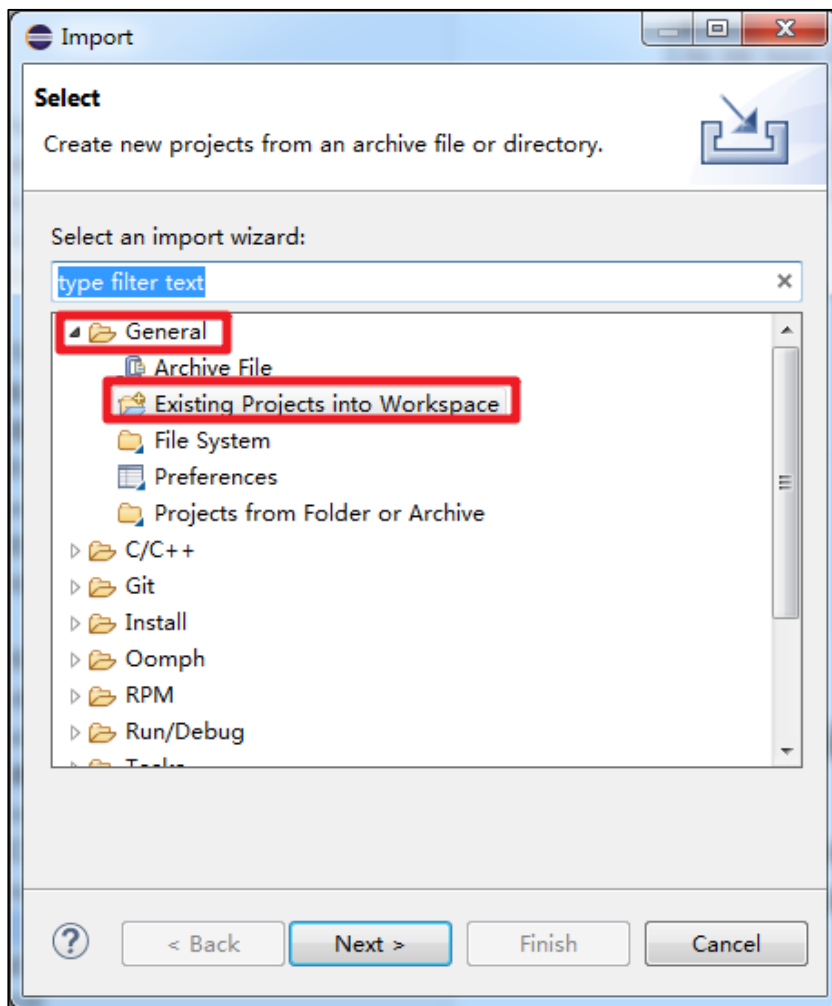 Import
Select
Create new projects from an archive file or directory.
Select an import wizard:
type filter text
General
Archive File
Existing Projects into Workspace
File System
Preferences
Projects from Folder or Archive
C/C++
Git
Install
Oomph
RPM
Run/Debug
Tasks
< Back
Next >
Finish
Cancel